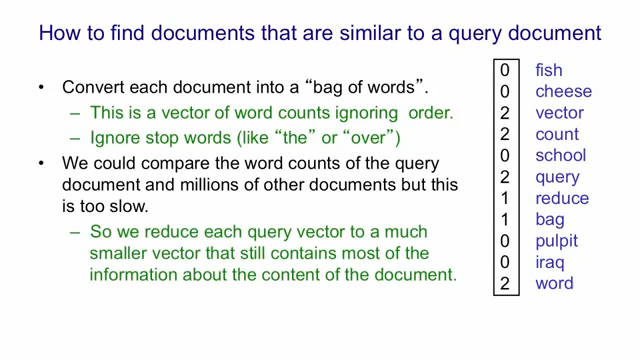 How to find documents that are similar to a query document
• Convert each document into a “bag of words”.
– This is a vector of word counts ignoring order.
– Ignore stop words (like “the” or “over”)
• We could compare the word counts of the query
document and millions of other documents but this
is too slow.
– So we reduce each query vector to a much
smaller vector that still contains most of the
information about the content of the document.
0 fish
0 cheese
2 vector
2 count
0 school
2 query
1 reduce
1 bag
0 pulpit
0 iraq
2 word